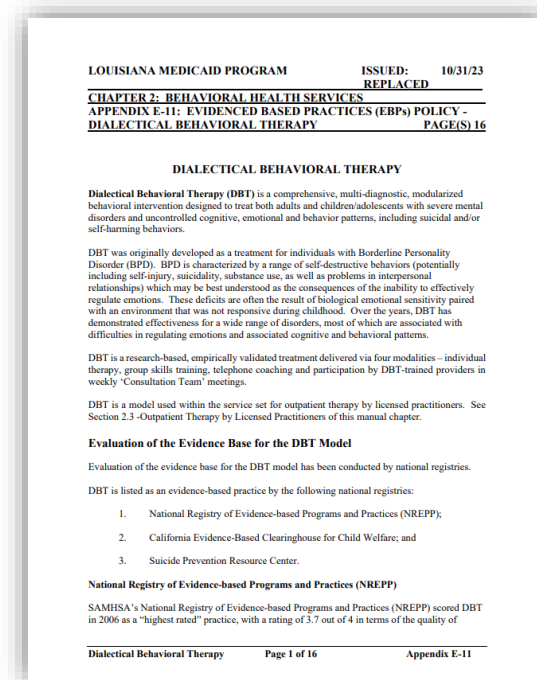 LOUISIANA MEDICAID PROGRAM ISSUED: 10/31/23
REPLACED
CHAPTER 2: BEHAVIORAL HEALTH SERVICES
APPENDIX E-11: EVIDENCED BASED PRACTICES (EBPs) POLICY -
DIALECTICAL BEHAVIORAL THERAPY PAGE(S) 16
DIALECTICAL BEHAVIORAL THERAPY
Dialectical Behavioral Therapy (DBT) is a comprehensive, multi-diagnostic, modularized
behavioral intervention designed to treat both adults and children/adolescents with severe mental
disorders and uncontrolled cognitive, emotional and behavior patterns, including suicidal and/or
self-harming behaviors.
DBT was originally developed as a treatment for individuals with Borderline Personality
Disorder (BPD). BPD is characterized by a range of self-destructive behaviors (potentially
including self-injury, suicidality, substance use, as well as problems in interpersonal
relationships) which may be best understood as the consequences of the inability to effectively
regulate emotions. These deficits are often the result of biological emotional sensitivity paired
with an environment that was not responsive during childhood. Over the years, DBT has
demonstrated effectiveness for a wide range of disorders, most of which are associated with
difficulties in regulating emotions and associated cognitive and behavioral patterns.
DBT is a research-based, empirically validated treatment delivered via four modalities – individual
therapy, group skills training, telephone coaching and participation by DBT-trained providers in
weekly ‘Consultation Team’ meetings.
DBT is a model used within the service set for outpatient therapy by licensed practitioners. See
Section 2.3 -Outpatient Therapy by Licensed Practitioners of this manual chapter.
Evaluation of the Evidence Base for the DBT Model
Evaluation of the evidence base for the DBT model has been conducted by national registries.
DBT is listed as an evidence-based practice by the following national registries:
1. National Registry of Evidence-based Programs and Practices (NREPP);
2. California Evidence-Based Clearinghouse for Child Welfare; and
3. Suicide Prevention Resource Center.
National Registry of Evidence-based Programs and Practices (NREPP)
SAMHSA’s National Registry of Evidence-based Programs and Practices (NREPP) scored DBT
in 2006 as a “highest rated” practice, with a rating of 3.7 out of 4 in terms of the quality of
Dialectical Behavioral Therapy Page 1 of 16 Appendix E-11